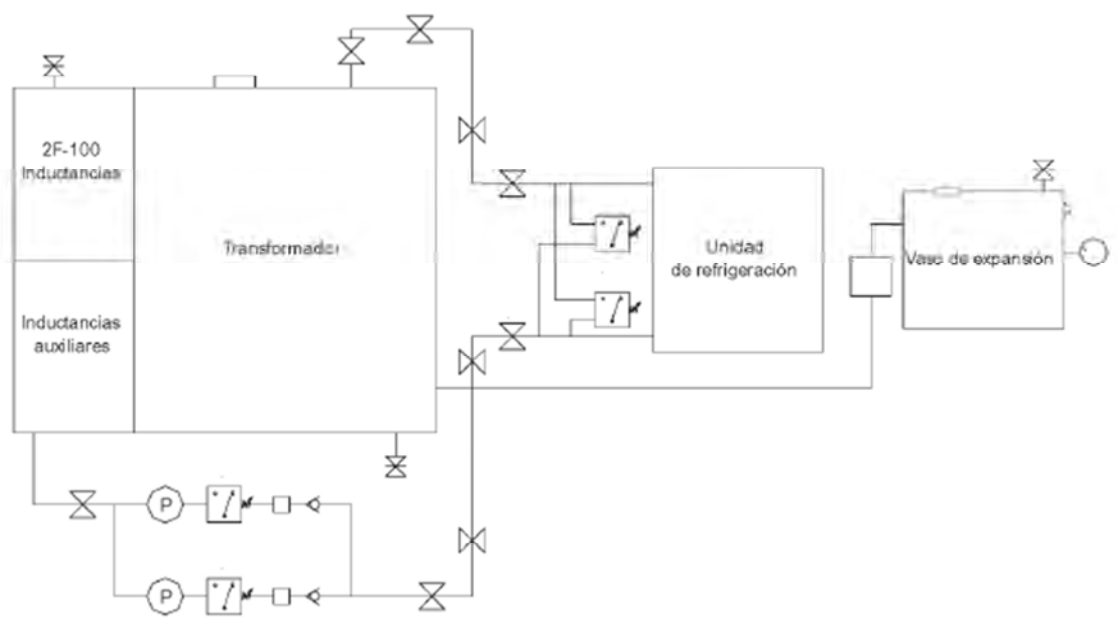 2F-100
Inductancias
Transformador
Inductancias
auxiliares
Unidad
de refrigeración
Vaso de expansión
P
P